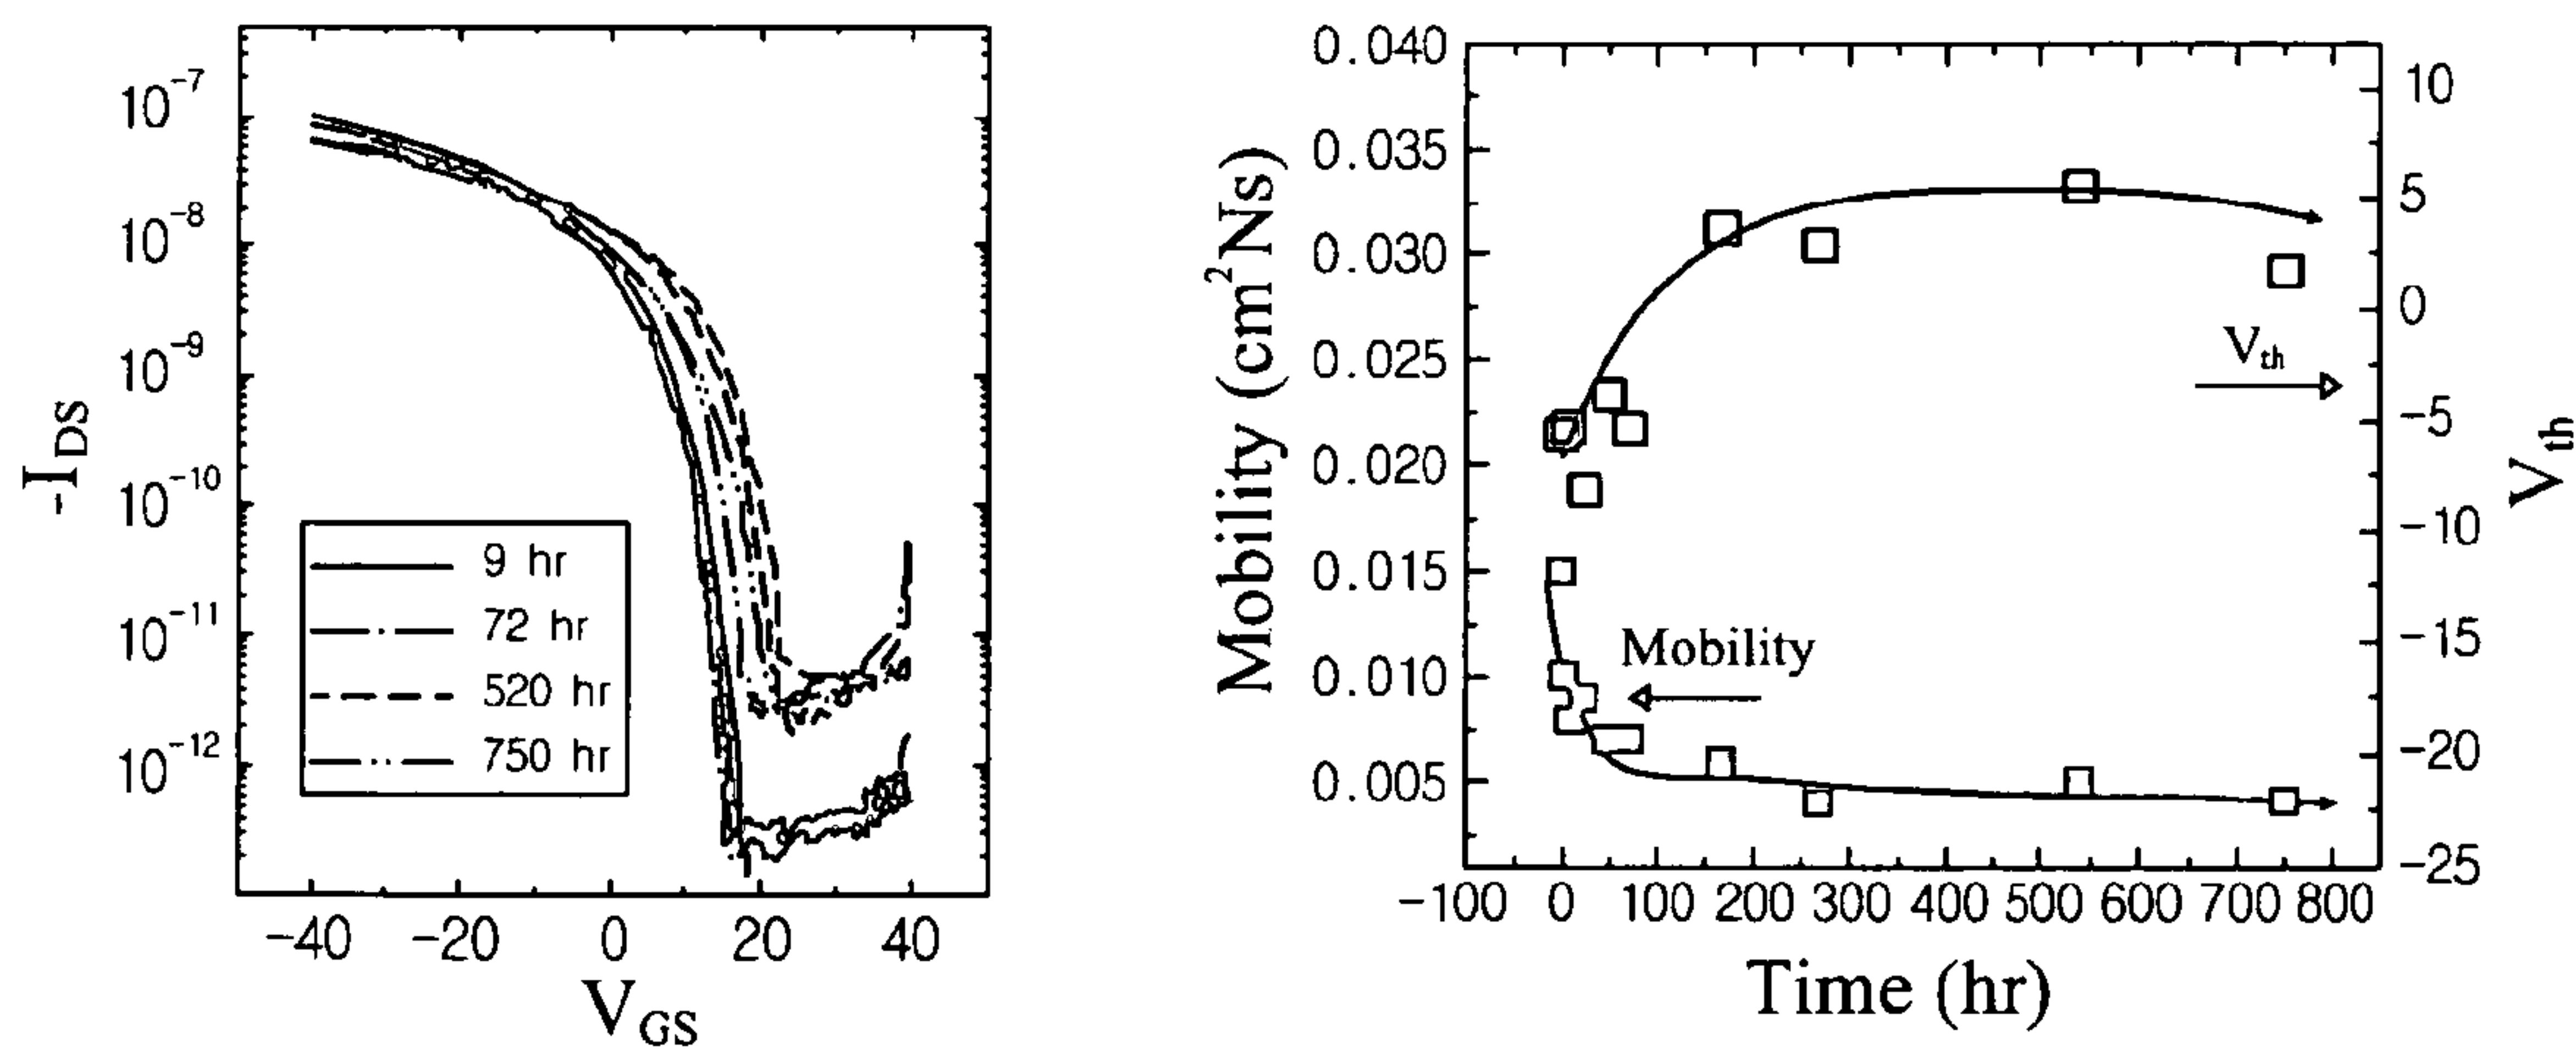 10⁻⁷
10⁻⁸
10⁻⁹
10⁻¹⁰
10⁻¹¹
10⁻¹²
-I_DS
9 hr
72 hr
520 hr
750 hr
-40 -20 0 20 40
V_GS
0.040
0.035
0.030
0.025
0.020
0.015
0.010
0.005
Mobility (cm²Ns)
V_th
Mobility
10
5
0
-5
-10
-15
-20
-25
V_th
-100 0 100 200 300 400 500 600 700 800
Time (hr)